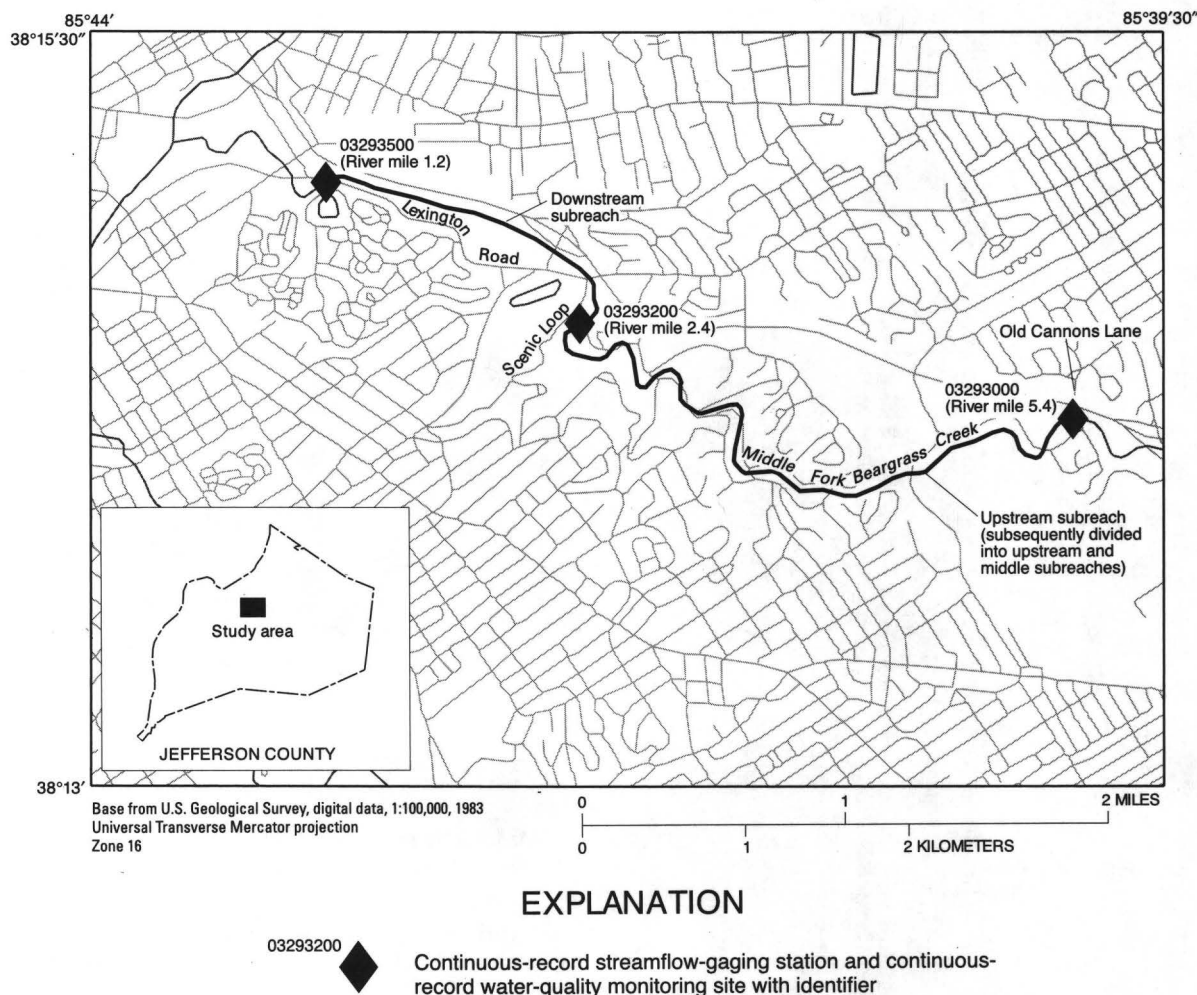 85°44′
38°15′30″
85°39′30″
03293500
(River mile 1.2)
Downstream
subreach
Lexington
Road
Scenic Loop
03293200
(River mile 2.4)
Old Cannons Lane
03293000
(River mile 5.4)
Middle Fork Beargrass Creek
Upstream subreach
(subsequently divided
into upstream and
middle subreaches)
Study area
JEFFERSON COUNTY
38°13′
Base from U.S. Geological Survey, digital data, 1:100,000, 1983
Universal Transverse Mercator projection
Zone 16
0 1 2 MILES
0 1 2 KILOMETERS
EXPLANATION
03293200
Continuous-record streamflow-gaging station and continuous-
record water-quality monitoring site with identifier